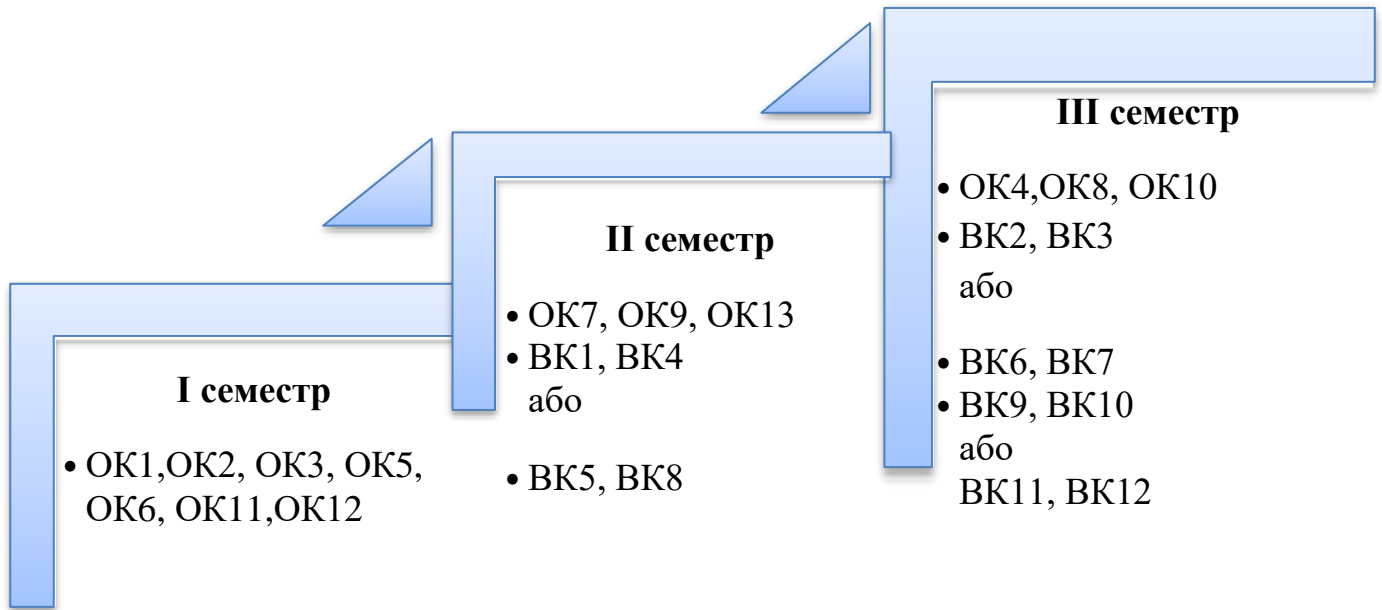 I семестр
• ОК1,ОК2, ОК3, ОК5,
ОК6, ОК11,ОК12
II семестр
• ОК7, ОК9, ОК13
• ВК1, ВК4
або
• ВК5, ВК8
III семестр
• ОК4,ОК8, ОК10
• ВК2, ВК3
або
• ВК6, ВК7
• ВК9, ВК10
або
ВК11, ВК12